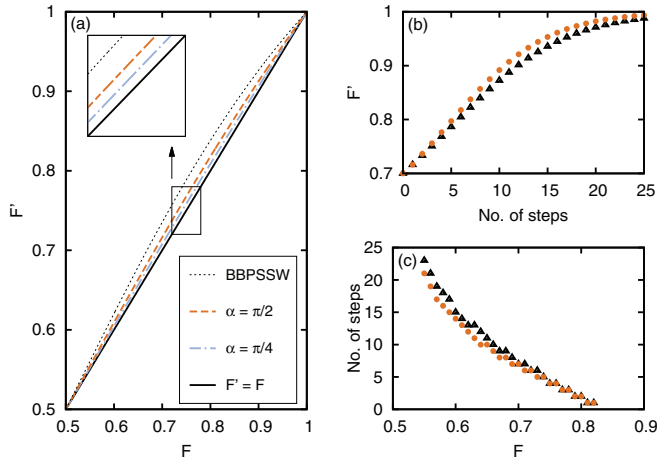 (a)
1
0.9
0.8
0.7
0.6
0.5
F'
BBPSSW
α = π/2
α = π/4
F' = F
0.5 0.6 0.7 0.8 0.9 1
F
(b)
1
0.9
0.8
0.7
F'
0 5 10 15 20 25
No. of steps
(c)
25
20
15
10
5
0
No. of steps
0.5 0.6 0.7 0.8 0.9
F